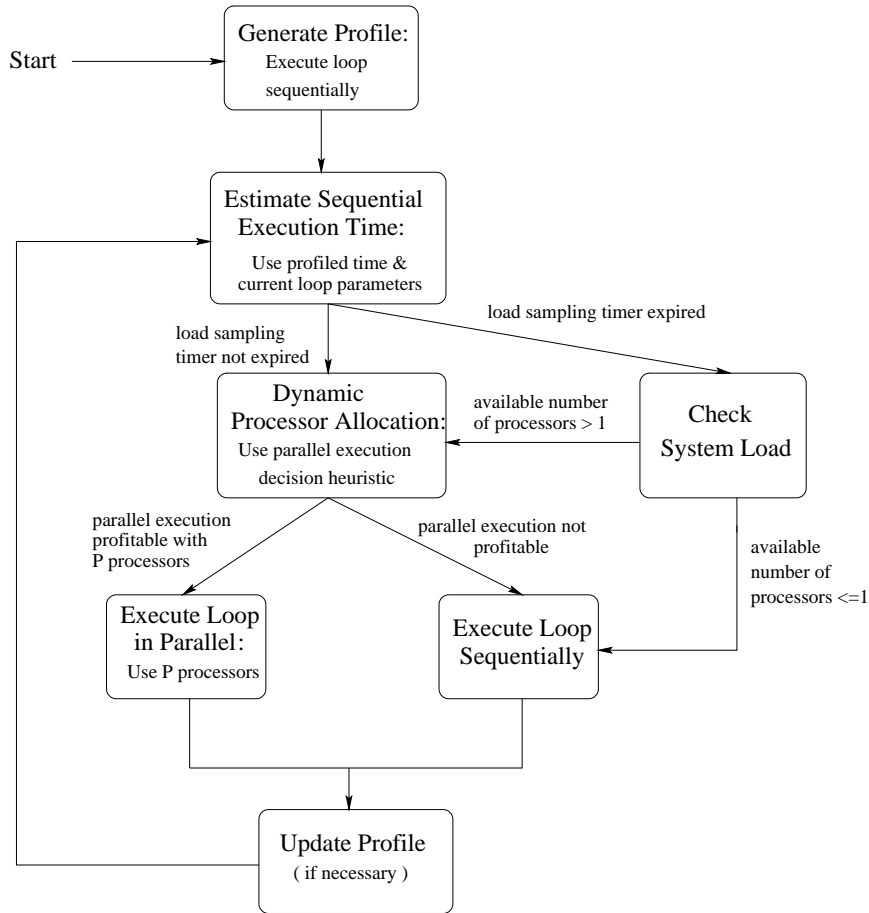 Generate Profile:
Execute loop
sequentially
Start
Estimate Sequential
Execution Time:
Use profiled time &
current loop parameters
load sampling timer expired
load sampling
timer not expired
Dynamic
Processor Allocation:
Use parallel execution
decision heuristic
available number
of processors > 1
Check
System Load
parallel execution
profitable with
P processors
parallel execution not
profitable
available
number of
processors <=1
Execute Loop
in Parallel:
Use P processors
Execute Loop
Sequentially
Update Profile
( if necessary )